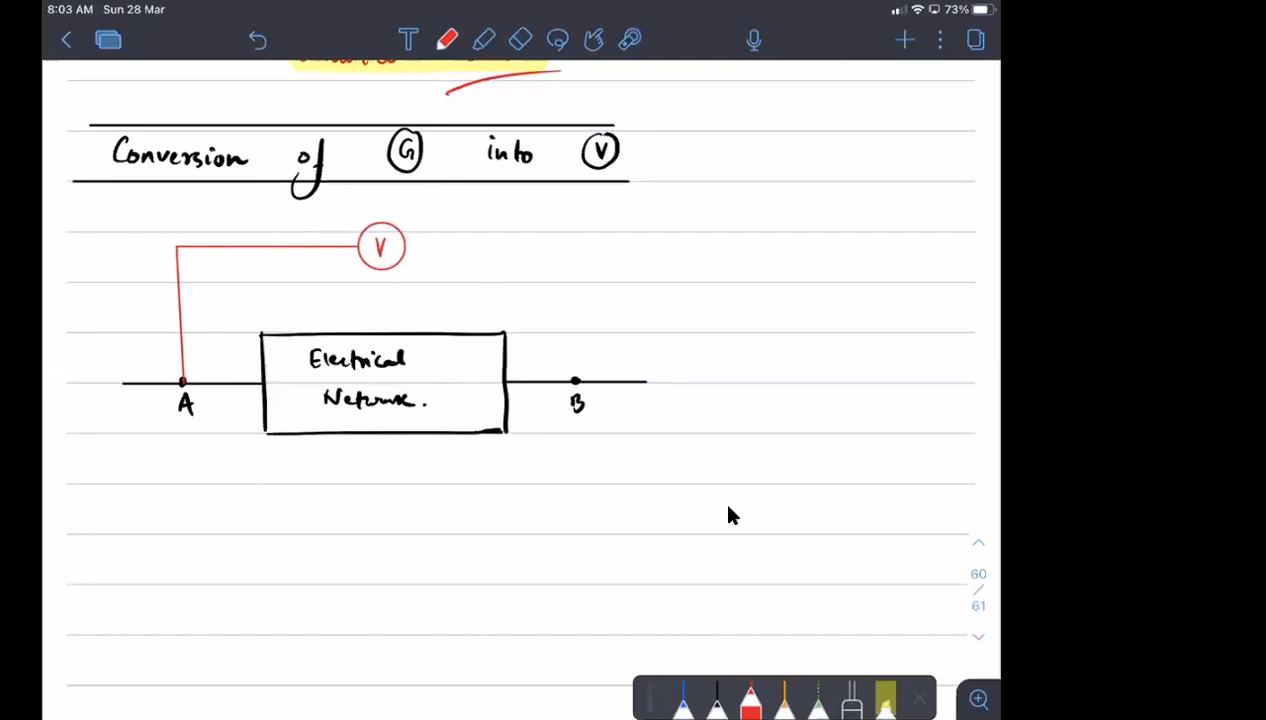 8:03 AM Sun 28 Mar
73%
T
Conversion of G into V
V
Electrical
Network.
A
B
60
/
61